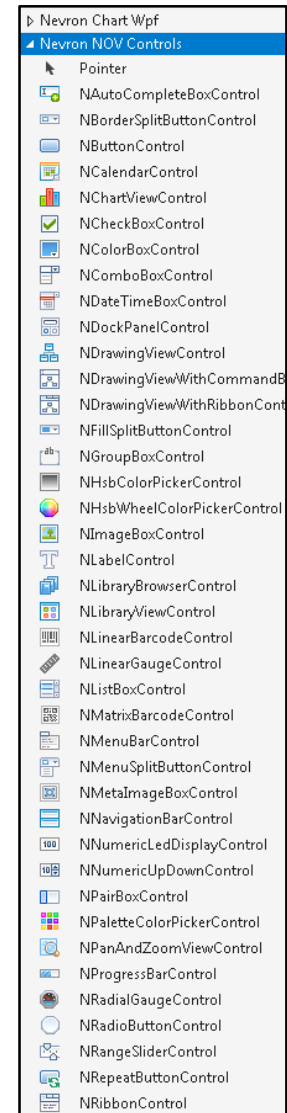 Nevron Chart Wpf
Nevron NOV Controls
Pointer
NAutoCompleteBoxControl
NBorderSplitButtonControl
NButtonControl
NCalendarControl
NChartViewControl
NCheckBoxControl
NColorBoxControl
NComboBoxControl
NDateTimeBoxControl
NDockPanelControl
NDrawingViewControl
NDrawingViewWithCommandB
NDrawingViewWithRibbonCont
NFillSplitButtonControl
NGroupBoxControl
NHsbColorPickerControl
NHsbWheelColorPickerControl
NImageBoxControl
NLabelControl
NLibraryBrowserControl
NLibraryViewControl
NLinearBarcodeControl
NLinearGaugeControl
NListBoxControl
NMatrixBarcodeControl
NMenuBarControl
NMenuSplitButtonControl
NMetaImageBoxControl
NNavigationBarControl
NNumericLedDisplayControl
NNumericUpDownControl
NPairBoxControl
NPaletteColorPickerControl
NPanAndZoomViewControl
NProgressBarControl
NRadialGaugeControl
NRadioButtonControl
NRangeSliderControl
NRepeatButtonControl
NRibbonControl